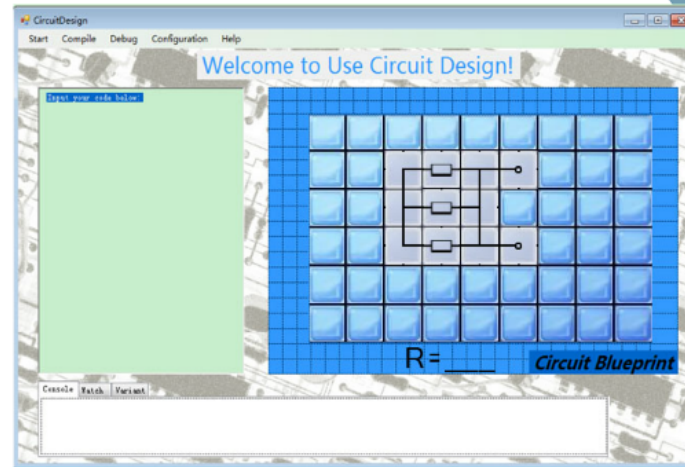 CircuitDesign
Start Compile Debug Configuration Help
Welcome to Use Circuit Design!
Input your code below:
R=____
Circuit Blueprint
Console Watch Variant